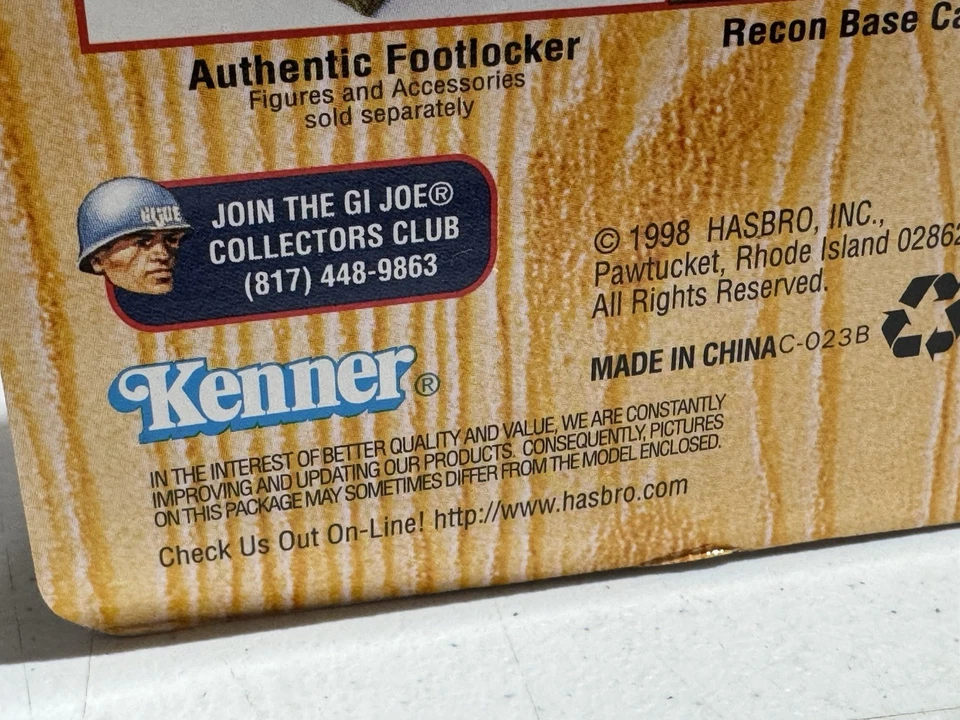 Authentic Footlocker
Figures and Accessories
sold separately
Recon Base
GI JOE
JOIN THE GI JOE®
COLLECTORS CLUB
(817) 448-9863
© 1998 HASBRO, INC.,
Pawtucket, Rhode Island 02862
All Rights Reserved.
MADE IN CHINA C-023B
Kenner®
IN THE INTEREST OF BETTER QUALITY AND VALUE, WE ARE CONSTANTLY
IMPROVING AND UPDATING OUR PRODUCTS. CONSEQUENTLY, PICTURES
ON THIS PACKAGE MAY SOMETIMES DIFFER FROM THE MODEL ENCLOSED.
Check Us Out On-Line! http://www.hasbro.com